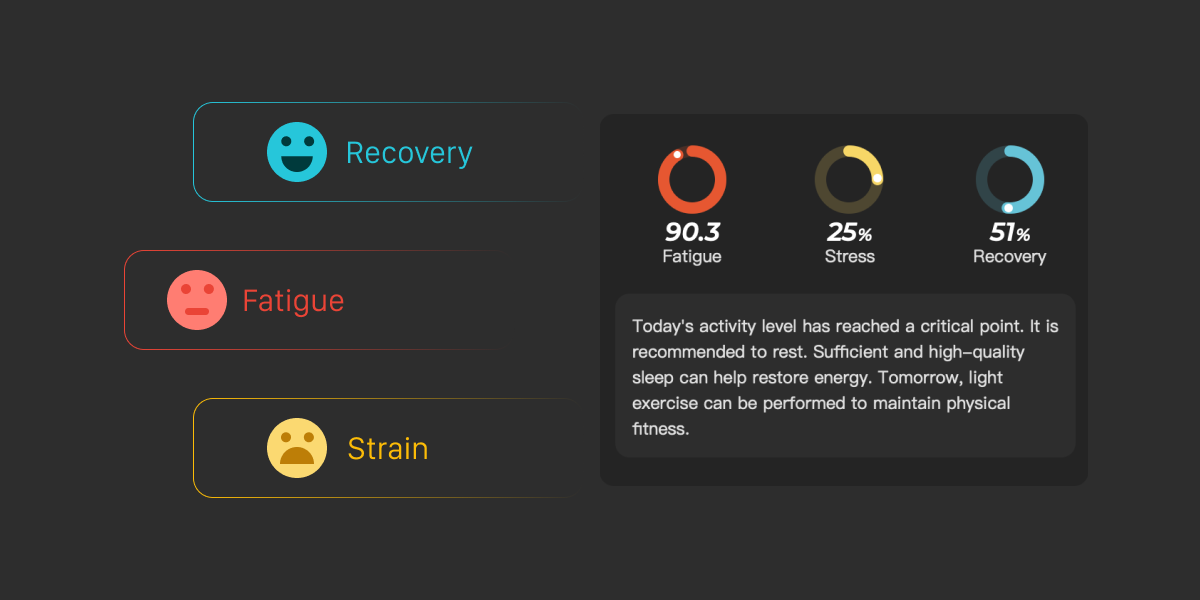 Recovery
Fatigue
Strain
90.3
Fatigue
25%
Stress
51%
Recovery
Today's activity level has reached a critical point. It is
recommended to rest. Sufficient and high-quality
sleep can help restore energy. Tomorrow, light
exercise can be performed to maintain physical
fitness.